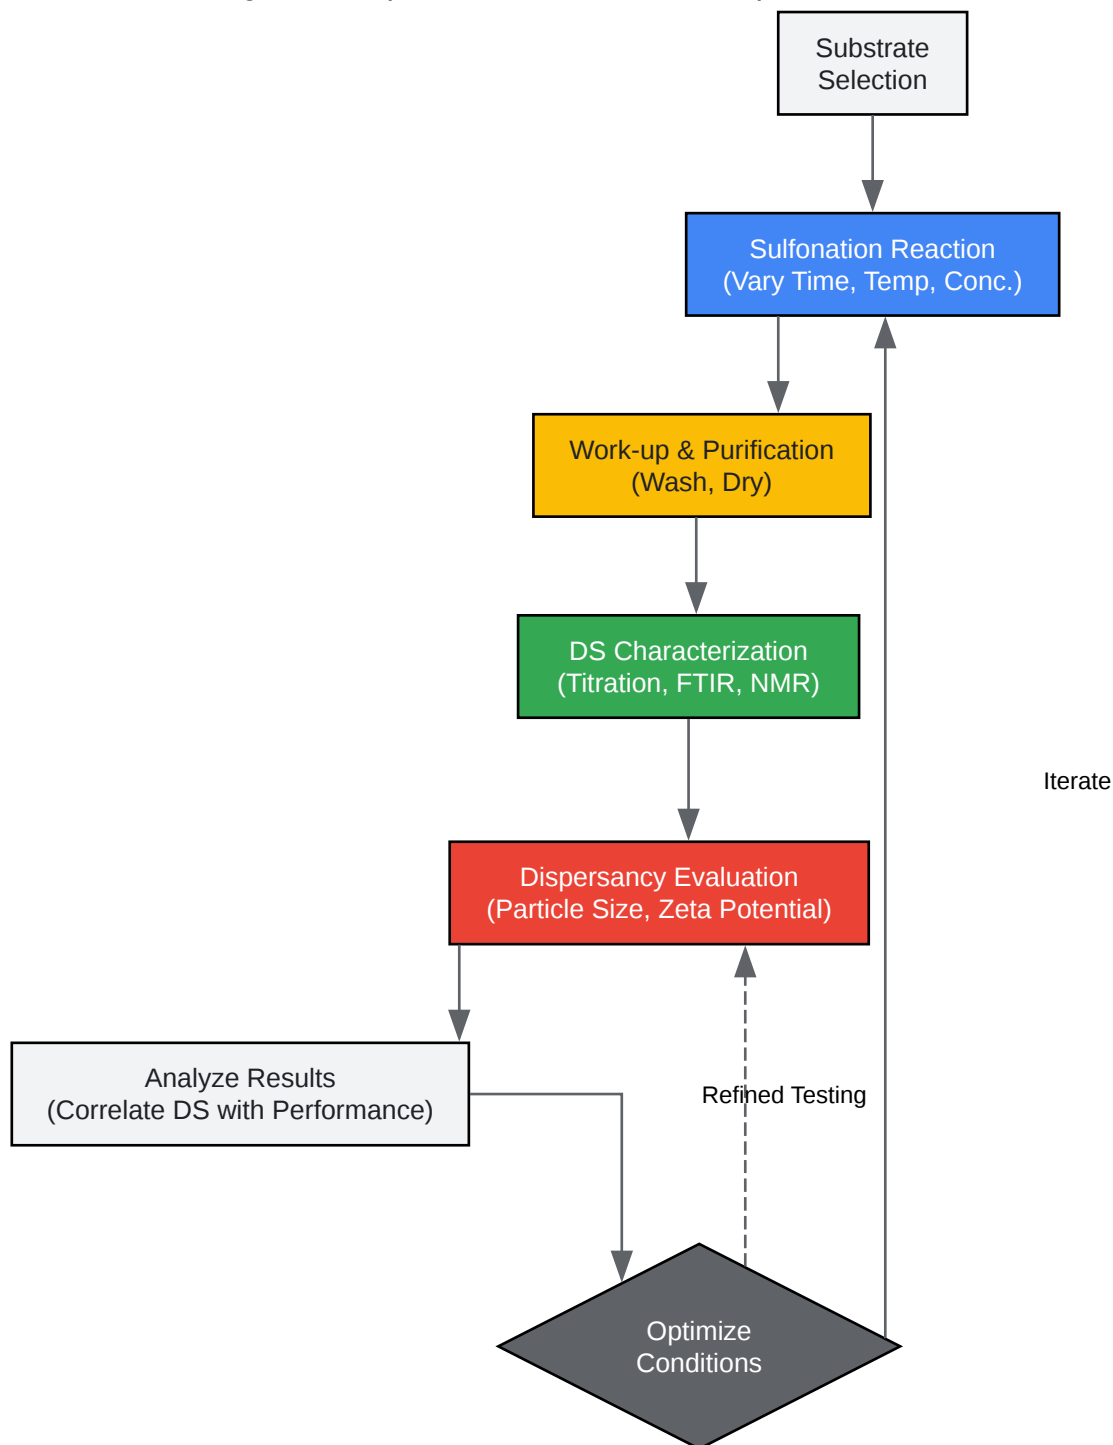 Substrate
Selection
Sulfonation Reaction
(Vary Time, Temp, Conc.)
Work-up & Purification
(Wash, Dry)
DS Characterization
(Titration, FTIR, NMR)
Iterate
Dispersancy Evaluation
(Particle Size, Zeta Potential)
Analyze Results
(Correlate DS with Performance)
Refined Testing
Optimize
Conditions